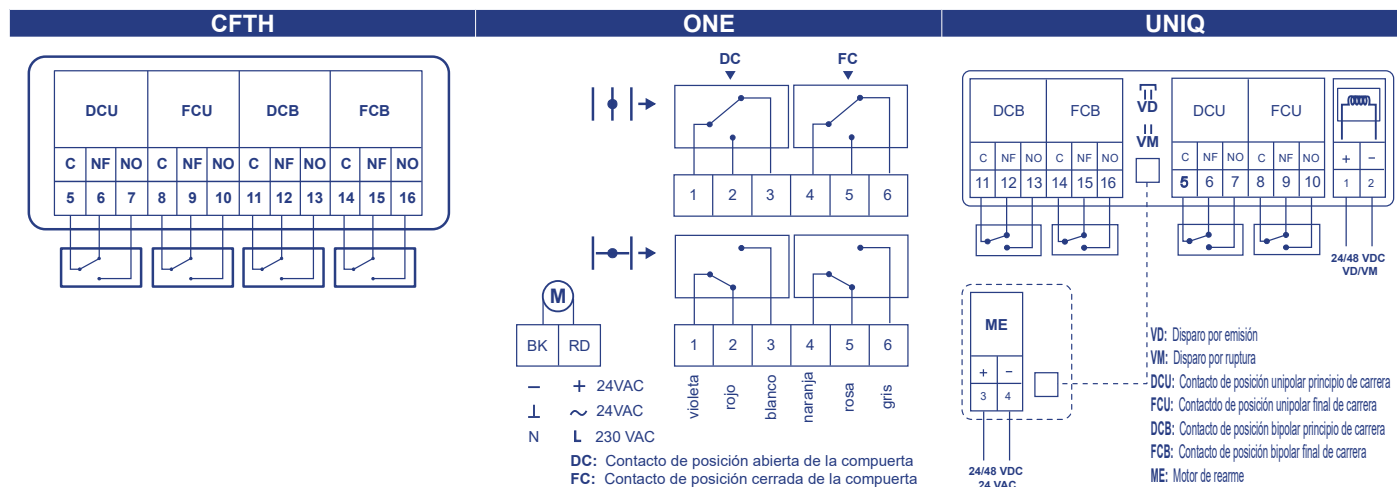 CFTH
DCU FCU DCB FCB
C NF NO C NF NO C NF NO C NF NO
5 6 7 8 9 10 11 12 13 14 15 16
ONE
DC FC
1 2 3 4 5 6
M
BK RD
1 2 3 4 5 6
violeta rojo blanco naranja rosa gris
– + 24VAC
⊥ ~ 24VAC
N L 230 VAC
DC: Contacto de posición abierta de la compuerta
FC: Contacto de posición cerrada de la compuerta
UNIQ
DCB FCB VD VM DCU FCU
C NF NO C NF NO C NF NO C NF NO + –
11 12 13 14 15 16 5 6 7 8 9 10 1 2
24/48 VDC
VD/VM
ME
+ –
3 4
24/48 VDC
24 VAC
VD: Disparo por emisión
VM: Disparo por ruptura
DCU: Contacto de posición unipolar principio de carrera
FCU: Contactdo de posición unipolar final de carrera
DCB: Contacto de posición bipolar principio de carrera
FCB: Contacto de posición bipolar final de carrera
ME: Motor de rearme